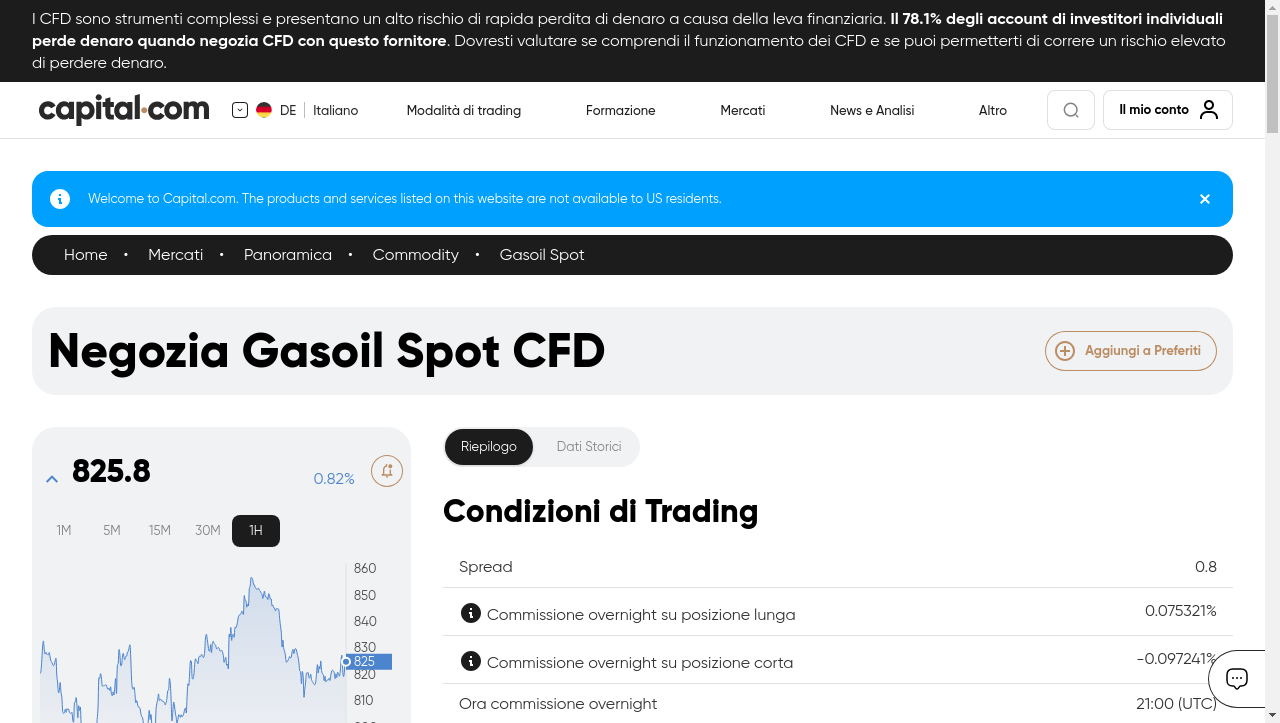 I CFD sono strumenti complessi e presentano un alto rischio di rapida perdita di denaro a causa della leva finanziaria. Il 78.1% degli account di investitori individuali
perde denaro quando negozia CFD con questo fornitore. Dovresti valutare se comprendi il funzionamento dei CFD e se puoi permetterti di correre un rischio elevato
di perdere denaro.
capital.com DE Italiano Modalità di trading Formazione Mercati News e Analisi Altro Il mio conto
Welcome to Capital.com. The products and services listed on this website are not available to US residents.
Home • Mercati • Panoramica • Commodity • Gasoil Spot
Negozia Gasoil Spot CFD
Aggiungi a Preferiti
825.8
0.82%
1M 5M 15M 30M 1H
860
850
840
830
825
820
810
Riepilogo Dati Storici
Condizioni di Trading
Spread 0.8
Commissione overnight su posizione lunga 0.075321%
Commissione overnight su posizione corta -0.097241%
Ora commissione overnight 21:00 (UTC)